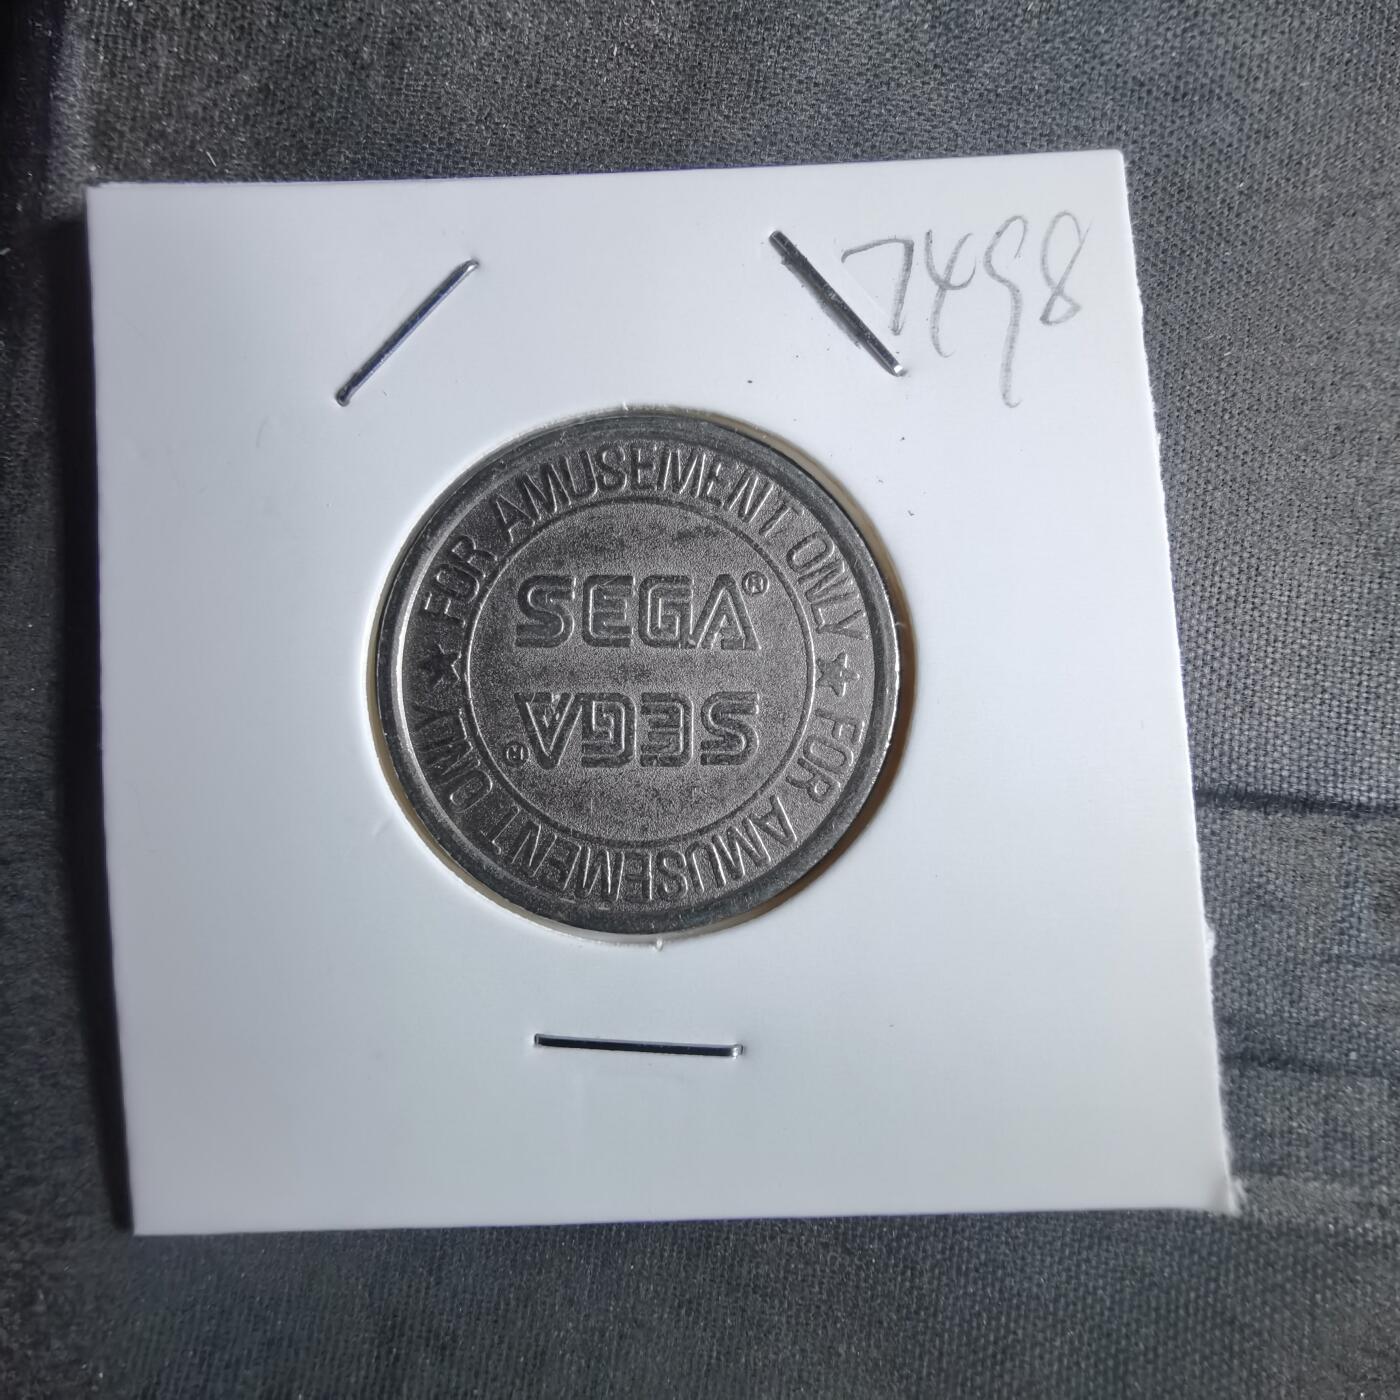 7498
FOR AMUSEMENT ONLY ★ FOR AMUSEMENT ONLY ★
SEGA®
SEGA®